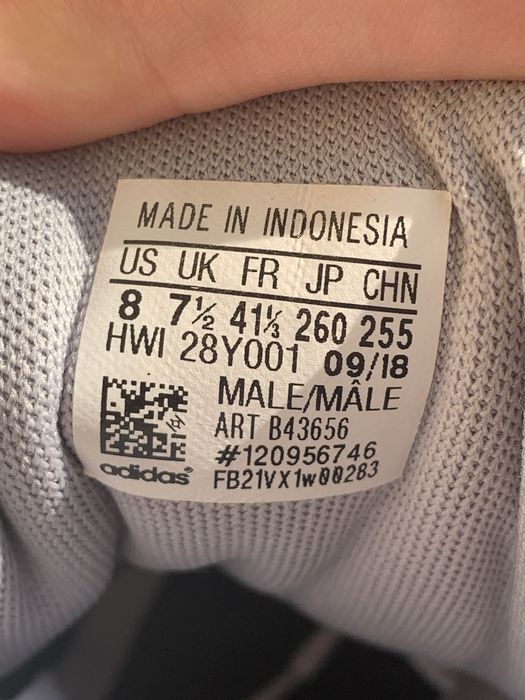 MADE IN INDONESIA
US UK FR JP CHN
8 7½ 41⅓ 260 255
HWI 28Y001 09/18
MALE/MÂLE
ART B43656
#120956746
adidas® FB21VX1w00283